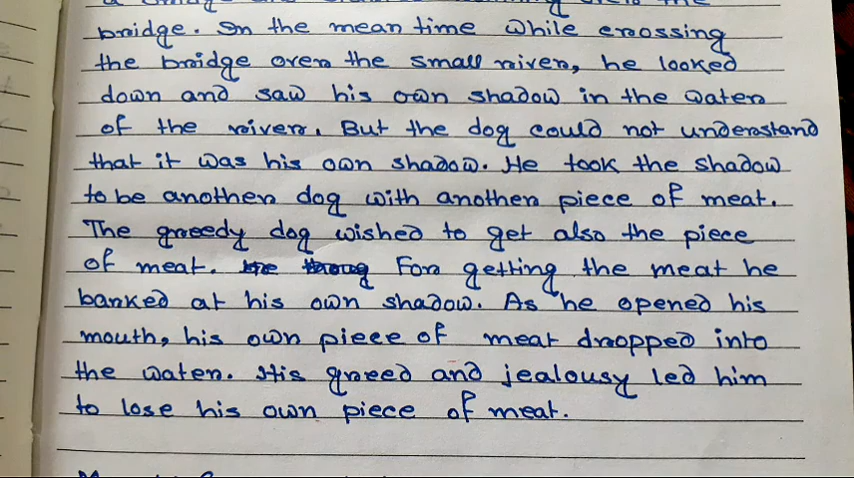 the
bridge. In the mean time while crossing
the bridge over the small river, he looked
down and saw his own shadow in the water
of the river. But the dog could not understand
that it was his own shadow. He took the shadow
to be another dog with another piece of meat.
The greedy dog wished to get also the piece
of meat. For getting the meat he
barked at his own shadow. As he opened his
mouth, his own piece of meat dropped into
the water. His greed and jealousy led him
to lose his own piece of meat.